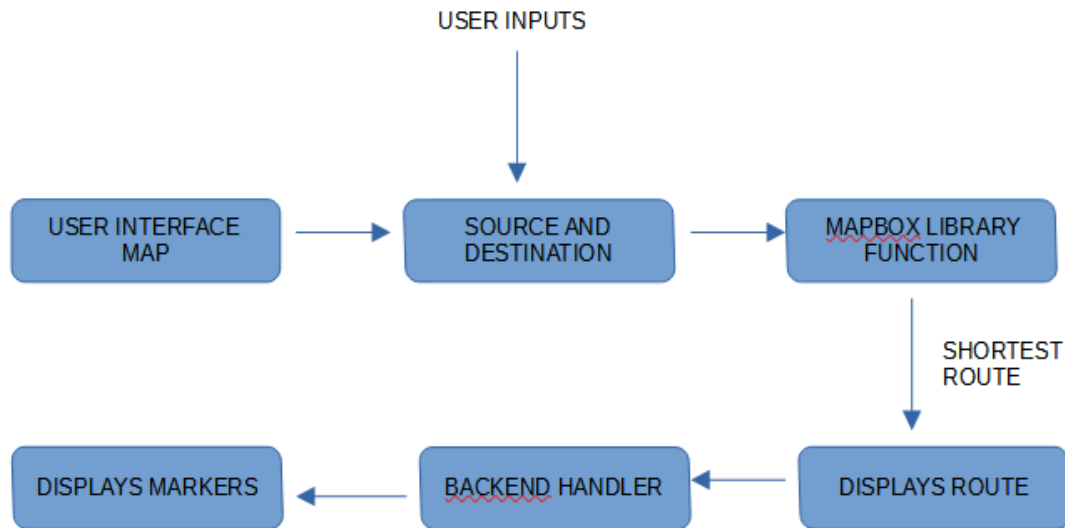 USER INPUTS
USER INTERFACE
MAP
SOURCE AND
DESTINATION
MAPBOX LIBRARY
FUNCTION
SHORTEST
ROUTE
DISPLAYS MARKERS
BACKEND HANDLER
DISPLAYS ROUTE